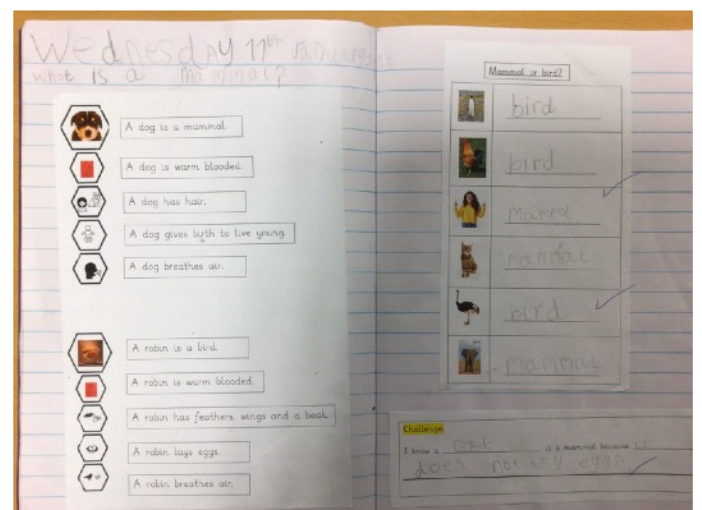 Wednesday 11th January
what is a mammal?
A dog is a mammal.
A dog is warm blooded.
A dog has hair.
A dog gives birth to live young.
A dog breathes air.
A robin is a bird.
A robin is warm blooded.
A robin has feathers, wings and a beak.
A robin lays eggs.
A robin breathes air.
Mammal or bird?
bird
bird
mammal
bird
mammal
Challenge
I know a cat is a mammal because it
does not lay eggs.